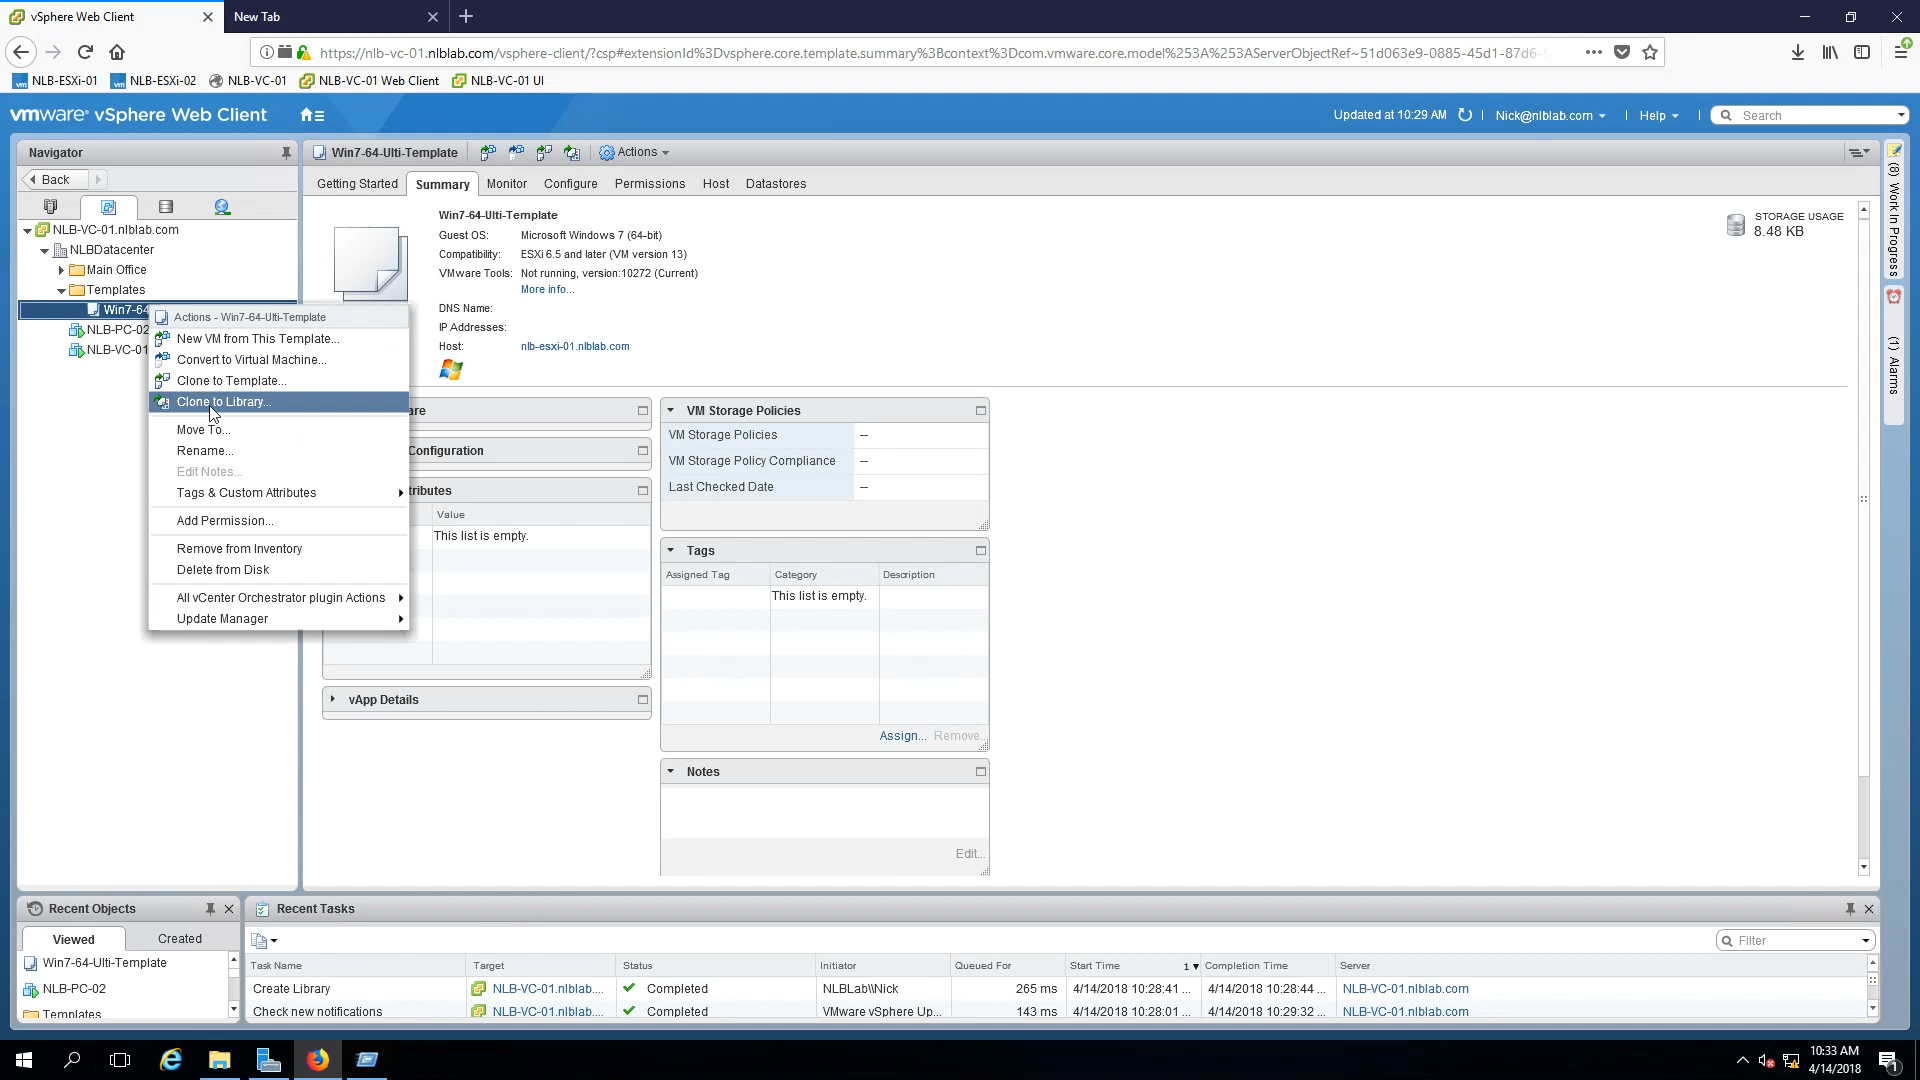 vSphere Web Client
New Tab
https://nlb-vc-01.nlblab.com/vsphere-client/?csp#extensionId%3Dvsphere.core.template.summary%3Bcontext%3Dcom.vmware.core.model%253A%253AServerObjectRef~51d063e9-0885-45d1-87d6-
NLB-ESXi-01
NLB-ESXi-02
NLB-VC-01
NLB-VC-01 Web Client
NLB-VC-01 UI
vmware® vSphere Web Client
Updated at 10:29 AM
Nick@nlblab.com
Help
Search
Navigator
Win7-64-Ulti-Template
Actions
Back
Getting Started
Summary
Monitor
Configure
Permissions
Host
Datastores
NLB-VC-01.nlblab.com
NLBDatacenter
Main Office
Templates
Win7-64
NLB-PC-02
NLB-VC-01
Actions - Win7-64-Ulti-Template
New VM from This Template...
Convert to Virtual Machine...
Clone to Template...
Clone to Library...
Move To...
Rename...
Edit Notes...
Tags & Custom Attributes
Add Permission...
Remove from Inventory
Delete from Disk
All vCenter Orchestrator plugin Actions
Update Manager
Win7-64-Ulti-Template
Guest OS: Microsoft Windows 7 (64-bit)
Compatibility: ESXi 6.5 and later (VM version 13)
VMware Tools: Not running, version:10272 (Current)
More info...
DNS Name:
IP Addresses:
Host: nlb-esxi-01.nlblab.com
STORAGE USAGE
8.48 KB
are
Configuration
tributes
Value
This list is empty.
vApp Details
VM Storage Policies
VM Storage Policies --
VM Storage Policy Compliance --
Last Checked Date --
Tags
Assigned Tag Category Description
This list is empty.
Assign... Remove...
Notes
Edit...
(8) Work In Progress
(1) Alarms
Recent Objects
Viewed
Created
Win7-64-Ulti-Template
NLB-PC-02
Templates
Recent Tasks
Filter
Task Name Target Status Initiator Queued For Start Time 1 Completion Time Server
Create Library NLB-VC-01.nlblab.... Completed NLBLab\\Nick 265 ms 4/14/2018 10:28:41 ... 4/14/2018 10:28:44 ... NLB-VC-01.nlblab.com
Check new notifications NLB-VC-01.nlblab.... Completed VMware vSphere Up... 143 ms 4/14/2018 10:28:01 ... 4/14/2018 10:29:32 ... NLB-VC-01.nlblab.com
10:33 AM
4/14/2018
1